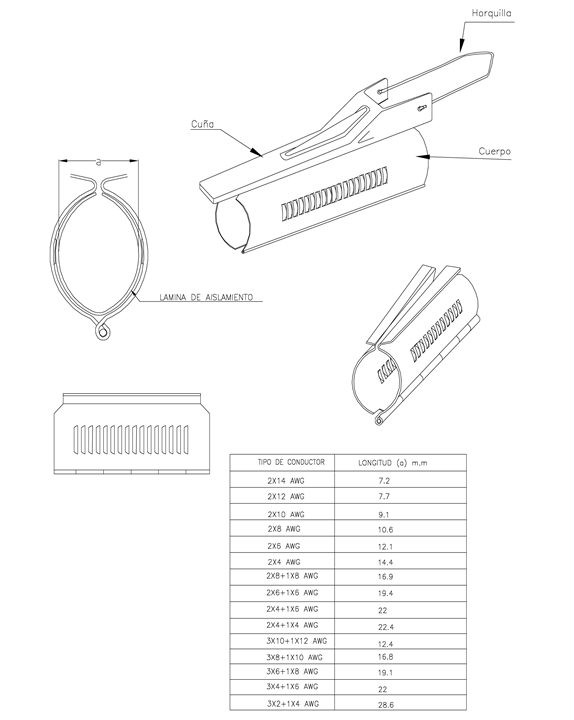 Horquilla
Cuña
Cuerpo
a
LAMINA DE AISLAMIENTO
TIPO DE CONDUCTOR LONGITUD (a) m.m
2X14 AWG 7.2
2X12 AWG 7.7
2X10 AWG 9.1
2X8 AWG 10.6
2X6 AWG 12.1
2X4 AWG 14.4
2X8+1X8 AWG 16.9
2X6+1X6 AWG 19.4
2X4+1X6 AWG 22
2X4+1X4 AWG 22.4
3X10+1X12 AWG 12.4
3X8+1X10 AWG 16.8
3X6+1X8 AWG 19.1
3X4+1X6 AWG 22
3X2+1X4 AWG 28.6